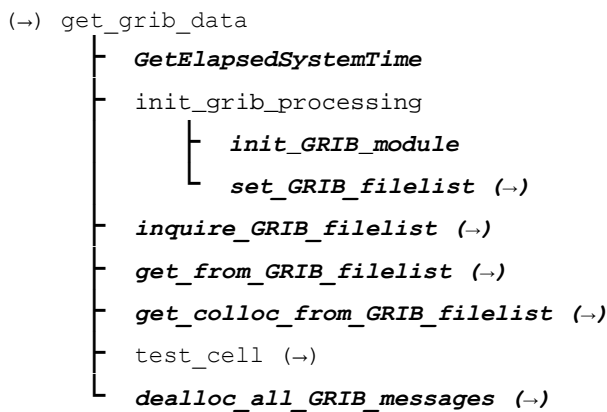 (→) get_grib_data
GetElapsedSystemTime
init_grib_processing
init_GRIB_module
set_GRIB_filelist (→)
inquire_GRIB_filelist (→)
get_from_GRIB_filelist (→)
get_colloc_from_GRIB_filelist (→)
test_cell (→)
dealloc_all_GRIB_messages (→)